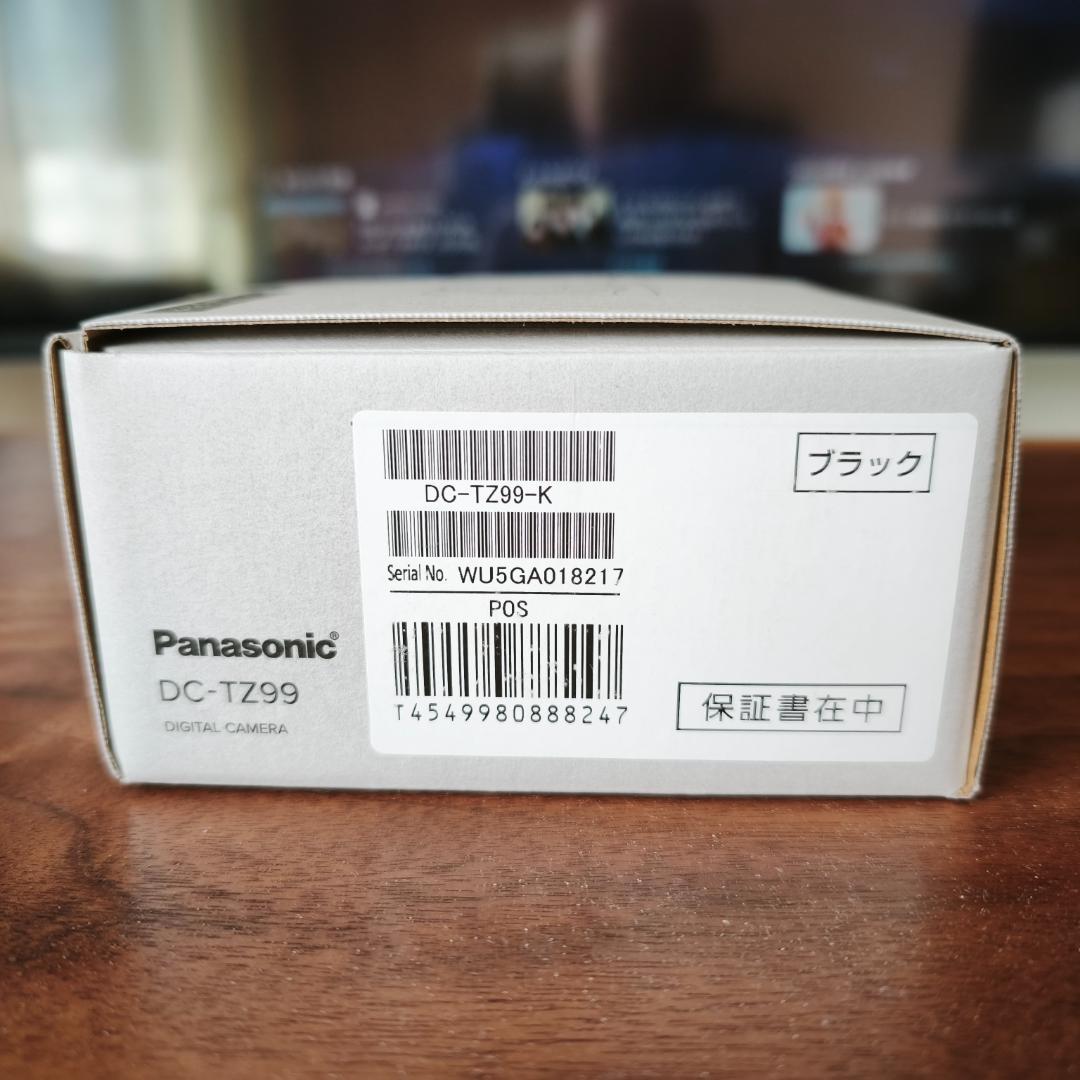 DC-TZ99-K
ブラック
Serial No. WU5GA018217
POS
T4549980888247
Panasonic®
DC-TZ99
DIGITAL CAMERA
保証書在中